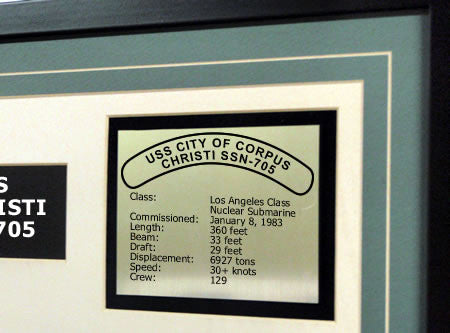 USS CITY OF CORPUS
CHRISTI SSN-705
Class: Los Angeles Class
Nuclear Submarine
Commissioned: January 8, 1983
Length: 360 feet
Beam: 33 feet
Draft: 29 feet
Displacement: 6927 tons
Speed: 30+ knots
Crew: 129
S
ISTI
705